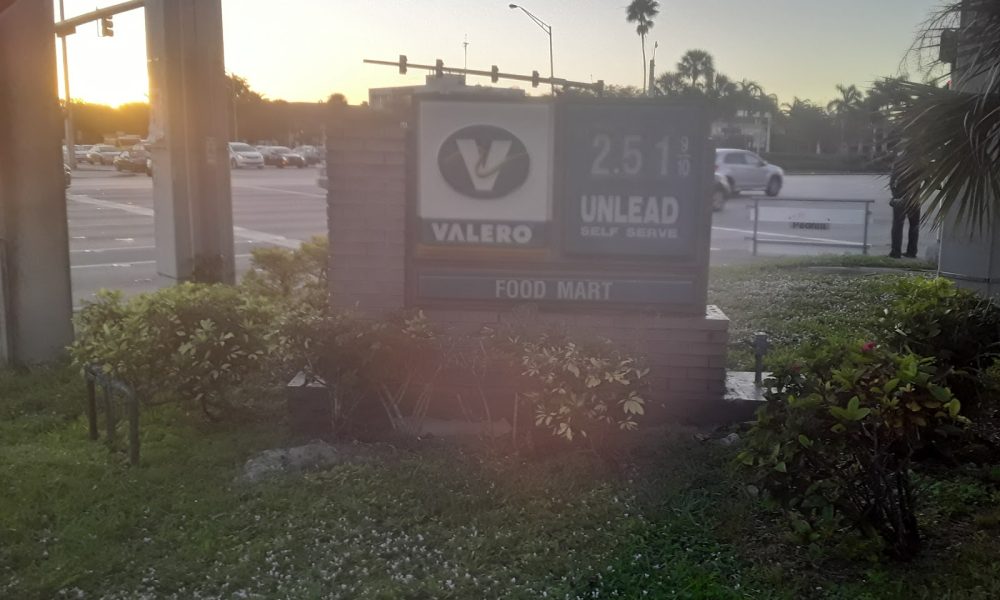 V
VALERO
2.51 9/10
UNLEAD
SELF SERVE
FOOD MART